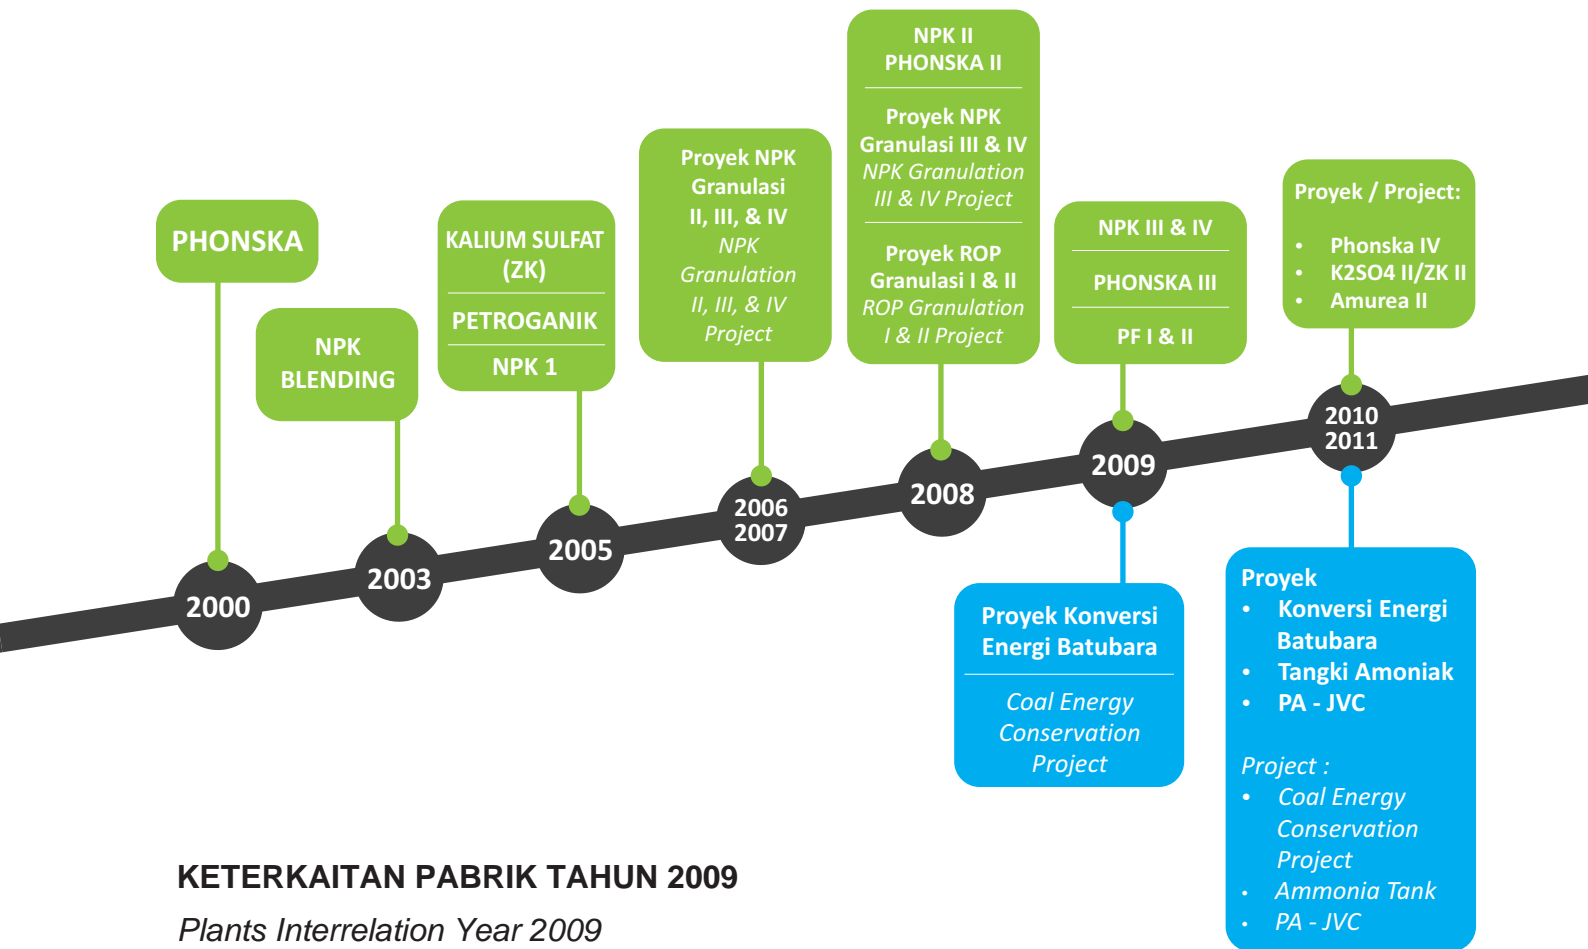 PHONSKA
2000
NPK
BLENDING
2003
KALIUM SULFAT
(ZK)
PETROGANIK
NPK 1
2005
Proyek NPK
Granulasi
II, III, & IV
NPK
Granulation
II, III, & IV
Project
2006
2007
NPK II
PHONSKA II
Proyek NPK
Granulasi III & IV
NPK Granulation
III & IV Project
Proyek ROP
Granulasi I & II
ROP Granulation
I & II Project
2008
NPK III & IV
PHONSKA III
PF I & II
2009
Proyek Konversi
Energi Batubara
Coal Energy
Conservation
Project
Proyek / Project:
• Phonska IV
• K2SO4 II/ZK II
• Amurea II
2010
2011
Proyek
• Konversi Energi
Batubara
• Tangki Amoniak
• PA - JVC
Project :
• Coal Energy
Conservation
Project
• Ammonia Tank
• PA - JVC
KETERKAITAN PABRIK TAHUN 2009
Plants Interrelation Year 2009